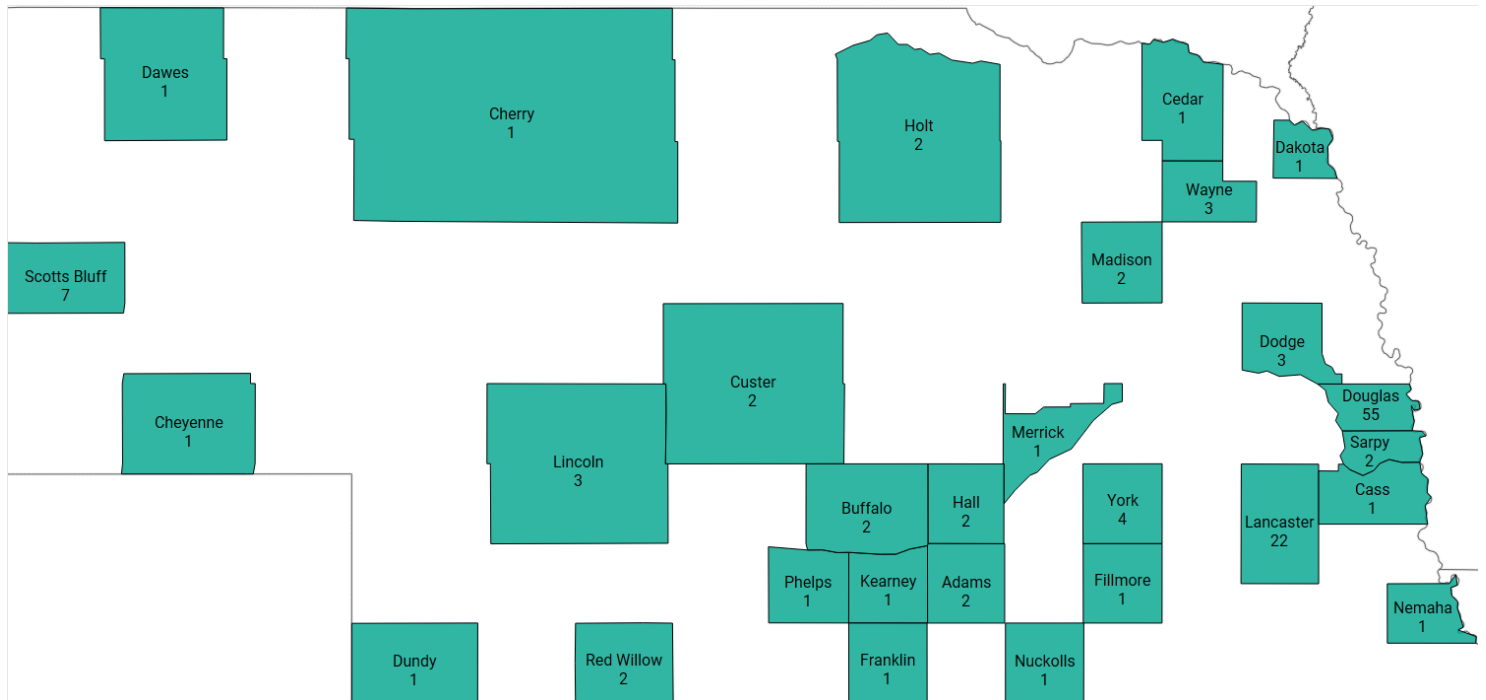 Dawes
1
Cherry
1
Holt
2
Cedar
1
Dakota
1
Wayne
3
Madison
2
Scotts Bluff
7
Dodge
3
Custer
2
Douglas
55
Cheyenne
1
Merrick
1
Sarpy
2
Lincoln
3
Cass
1
Buffalo
2
Hall
2
York
4
Lancaster
22
Phelps
1
Kearney
1
Adams
2
Fillmore
1
Nemaha
1
Dundy
1
Red Willow
2
Franklin
1
Nuckolls
1